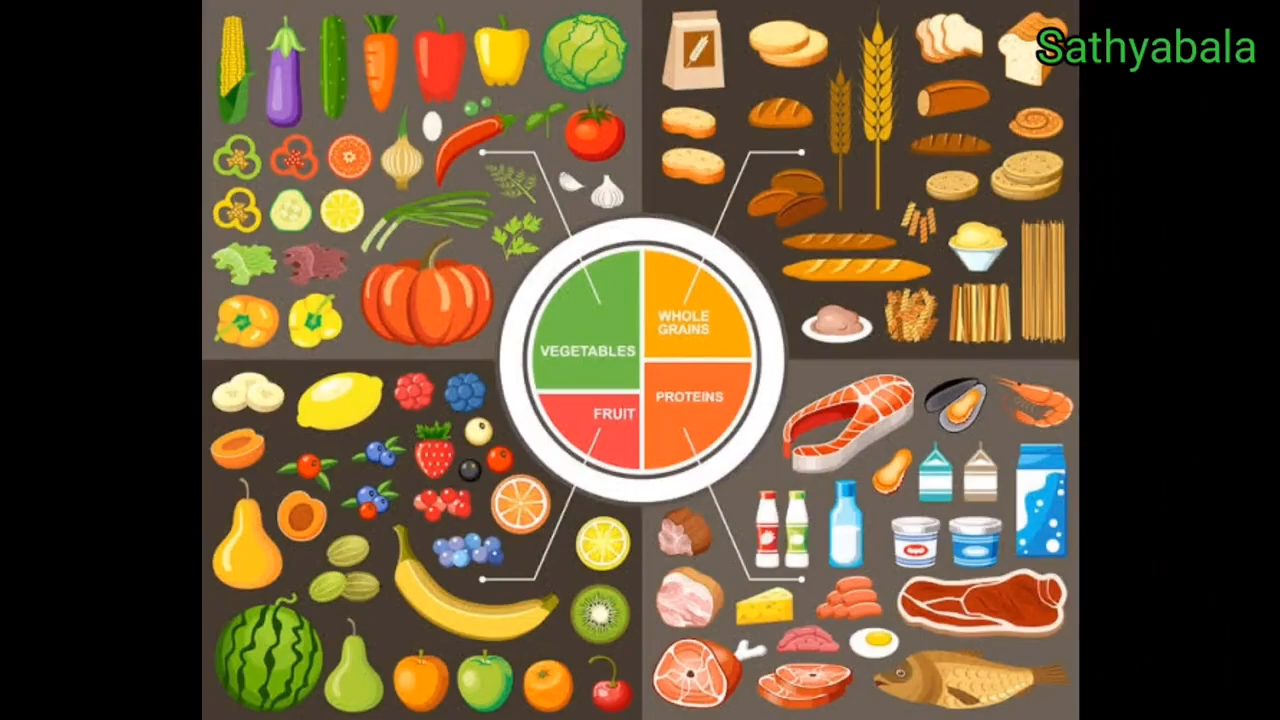 Sathyabala
WHOLE
GRAINS
VEGETABLES
PROTEINS
FRUIT